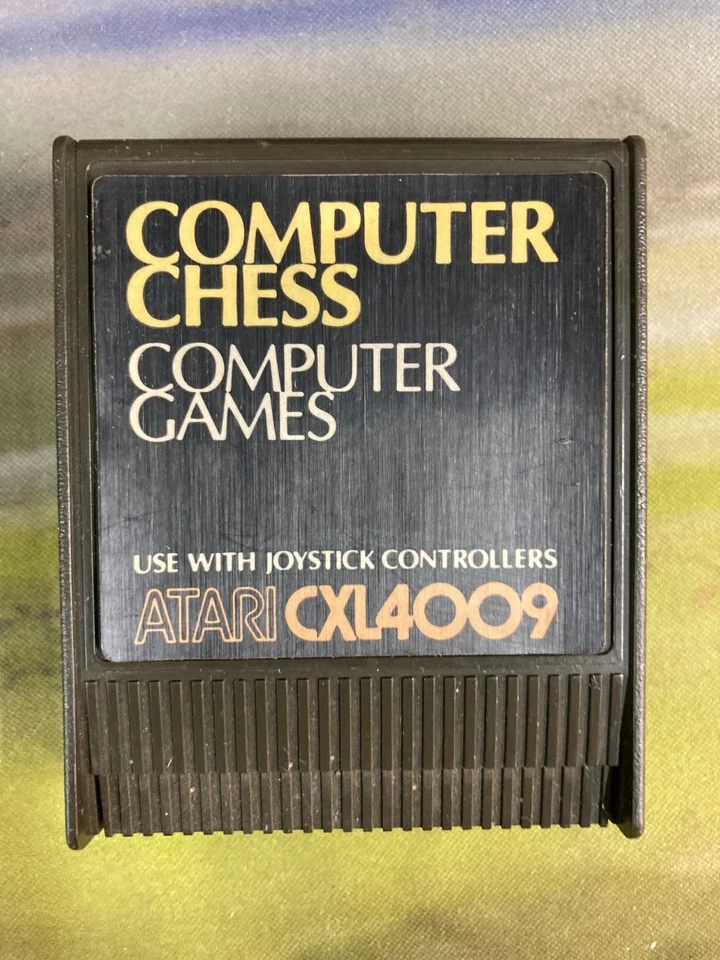 COMPUTER
CHESS
COMPUTER
GAMES
USE WITH JOYSTICK CONTROLLERS
ATARI CXL4009